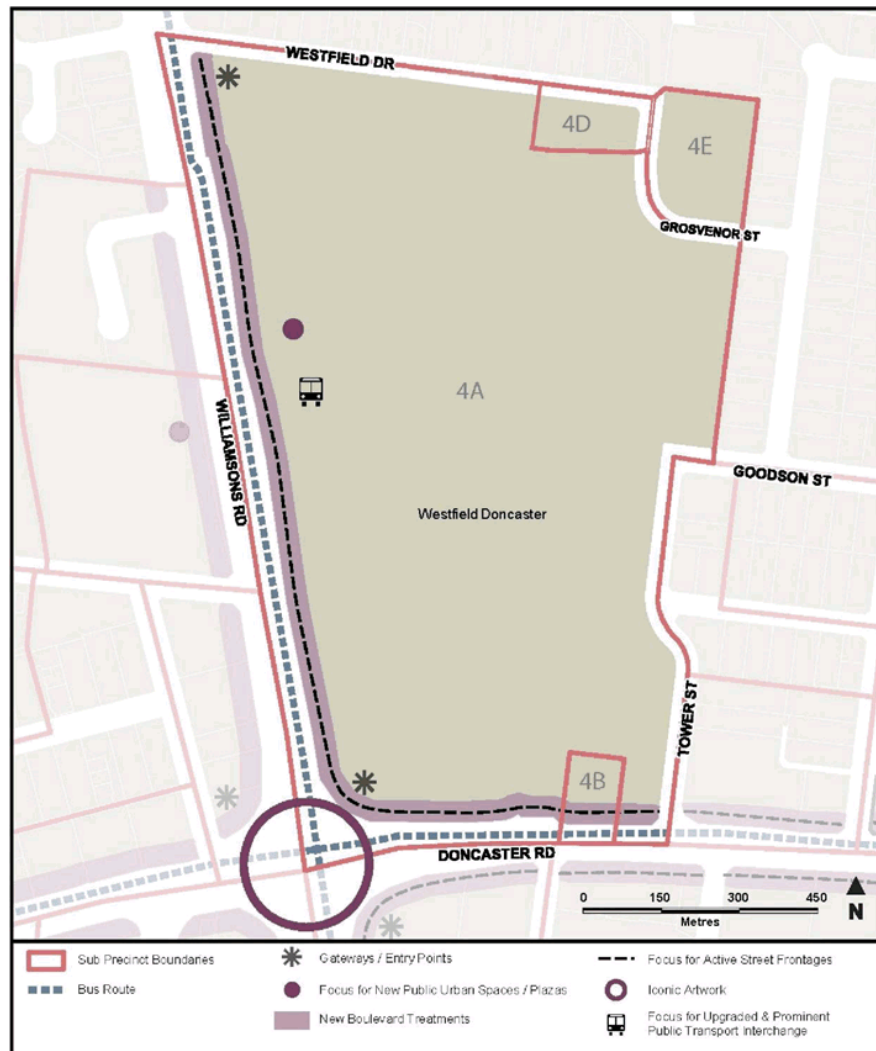 WESTFIELD DR
4D
4E
GROSVENOR ST
4A
WILLIAMSONS RD
GOODSON ST
Westfield Doncaster
TOWER ST
4B
DONCASTER RD
0 150 300 450
Metres
N
Sub Precinct Boundaries
Bus Route
Gateways / Entry Points
Focus for New Public Urban Spaces / Plazas
New Boulevard Treatments
Focus for Active Street Frontages
Iconic Artwork
Focus for Upgraded & Prominent
Public Transport Interchange